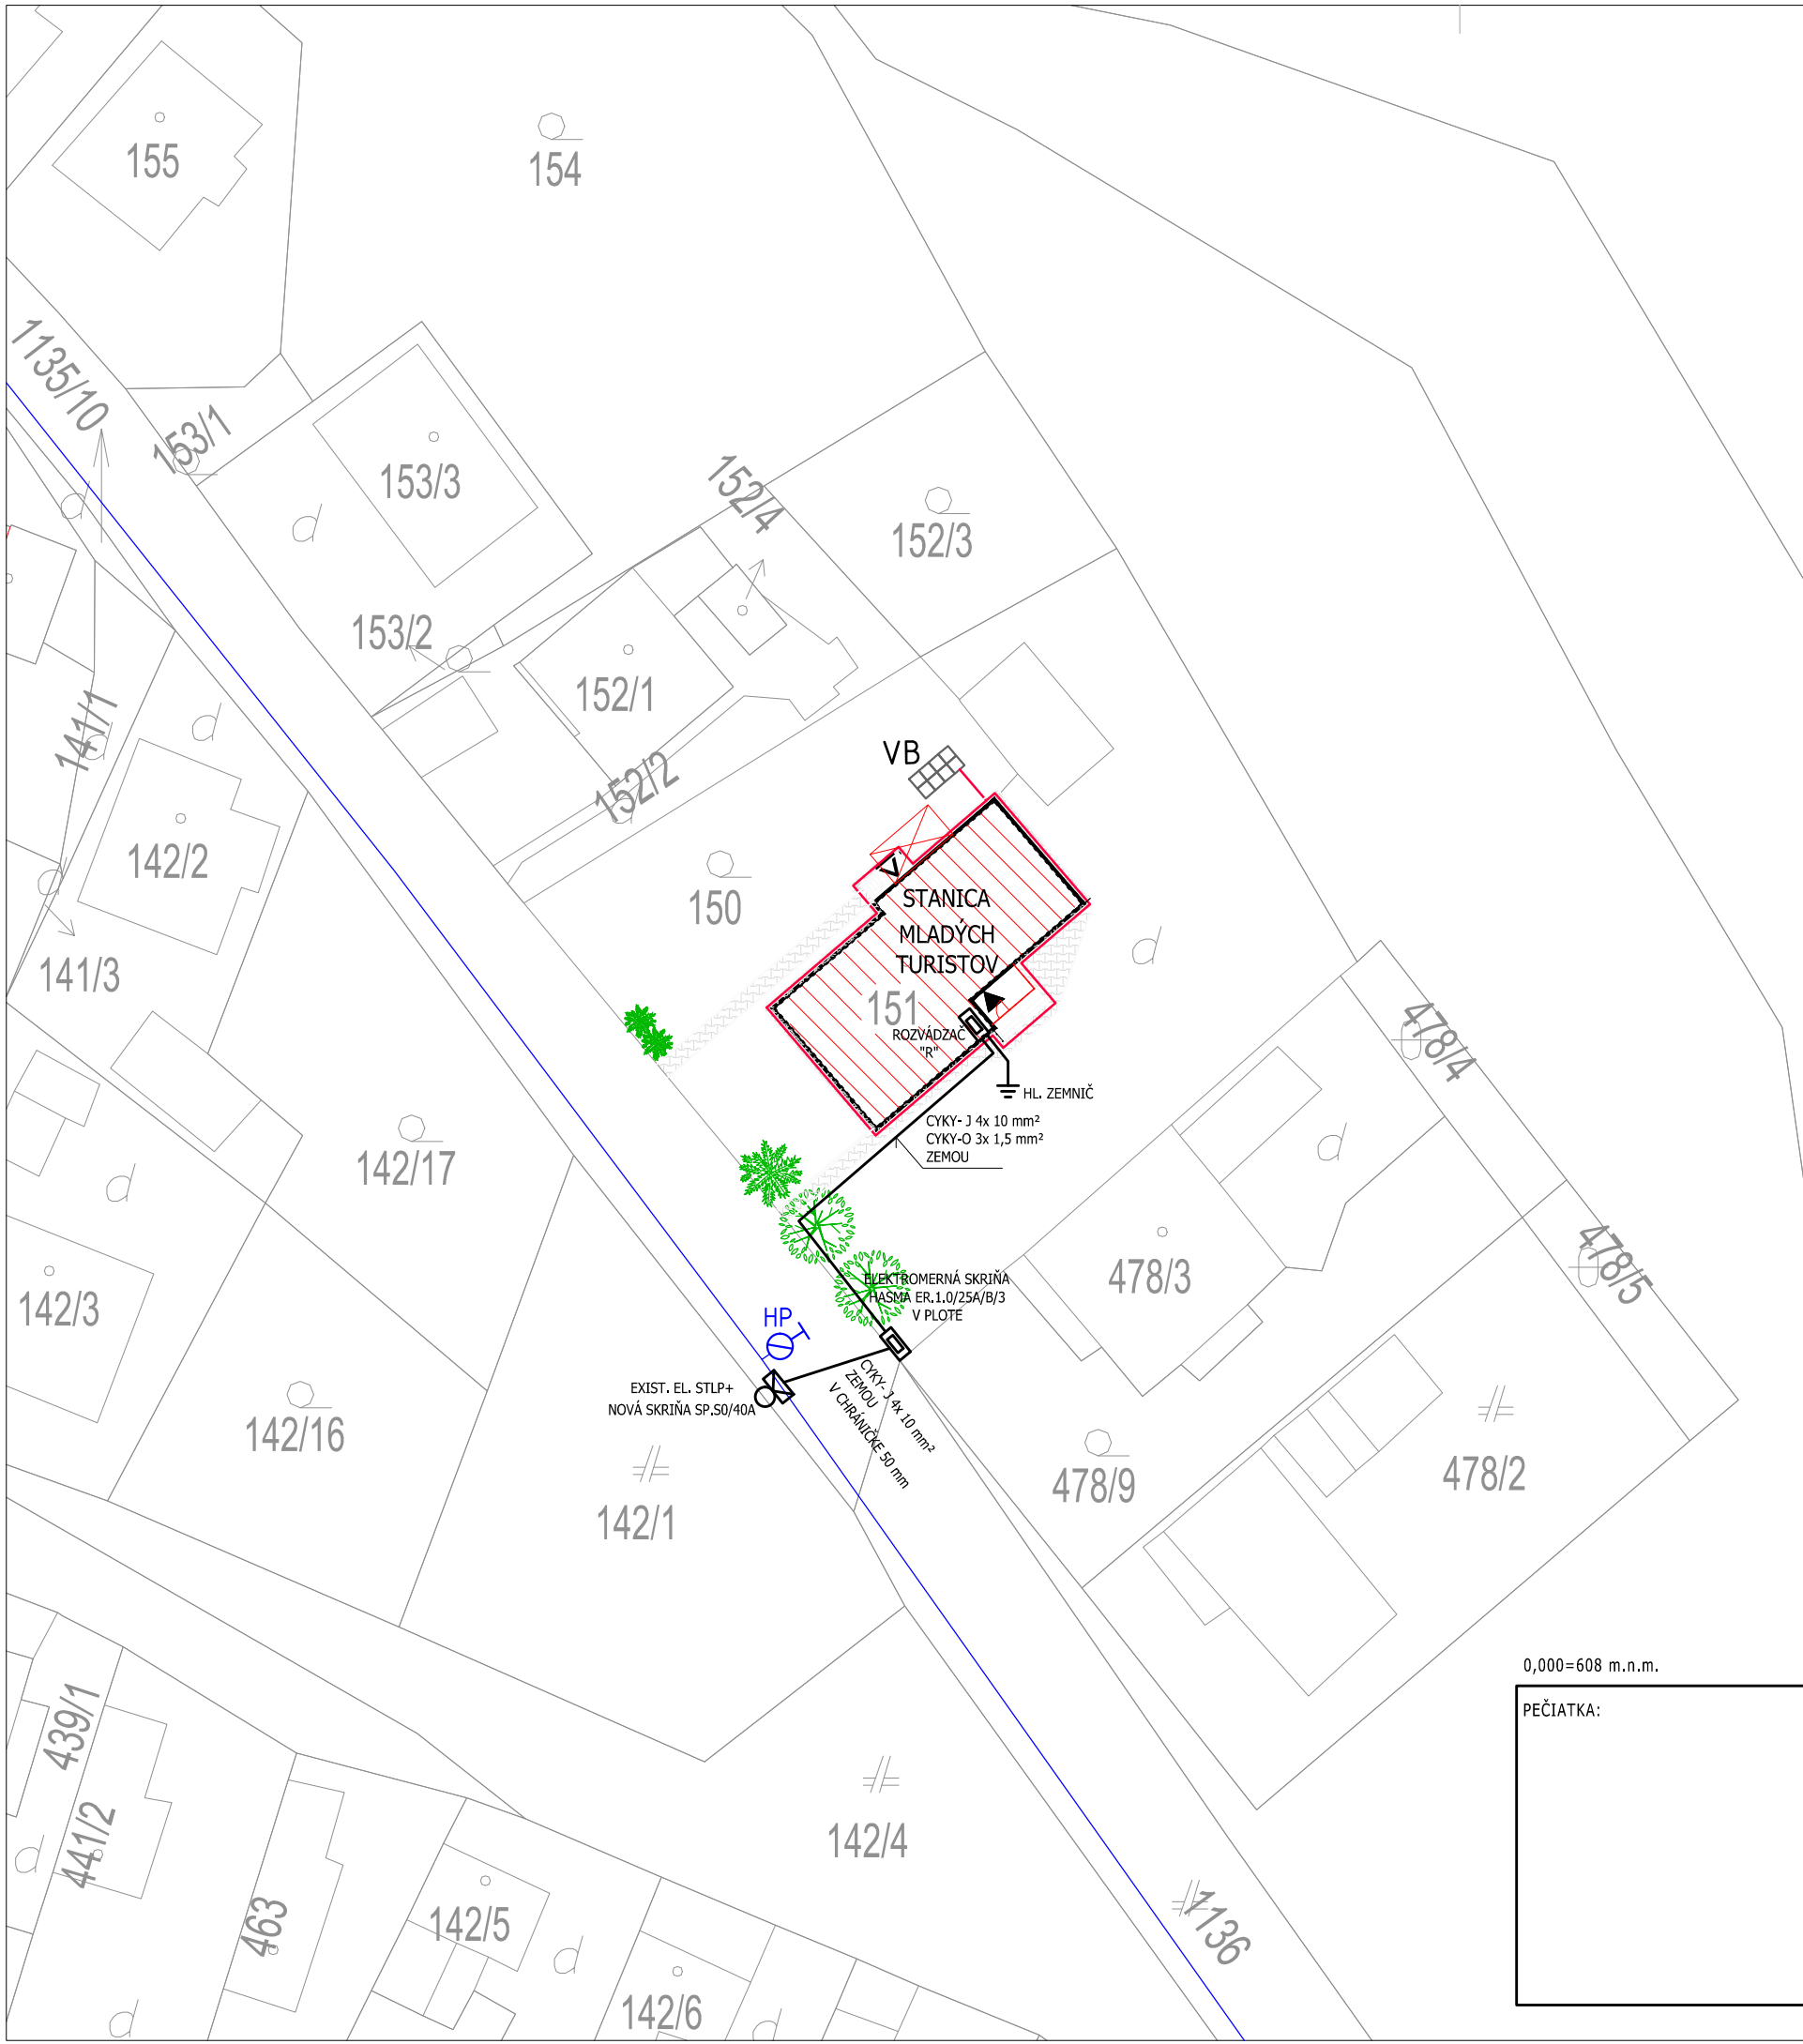 155
154
1135/10
153/1
153/3
152/4
152/3
153/2
152/1
141/1
152/2
VB
142/2
150
STANICA
MLADÝCH
TURISTOV
151
141/3
ROZVÁDZAČ
"R"
HL. ZEMNIČ
478/4
CYKY- J 4x 10 mm²
CYKY-O 3x 1,5 mm²
ZEMOU
142/17
478/3
478/5
ELEKTROMERNÁ SKRIŇA
HASMA ER.1.0/25A/B/3
V PLOTE
142/3
HP
EXIST. EL. STLP+
NOVÁ SKRIŇA SP.S0/40A
CYKY- J 4x 10 mm²
ZEMOU
V CHRÁNIČKE 50 mm
142/16
478/9
478/2
142/1
0,000=608 m.n.m.
PEČIATKA:
439/1
441/2
142/4
463
142/5
1136
142/6